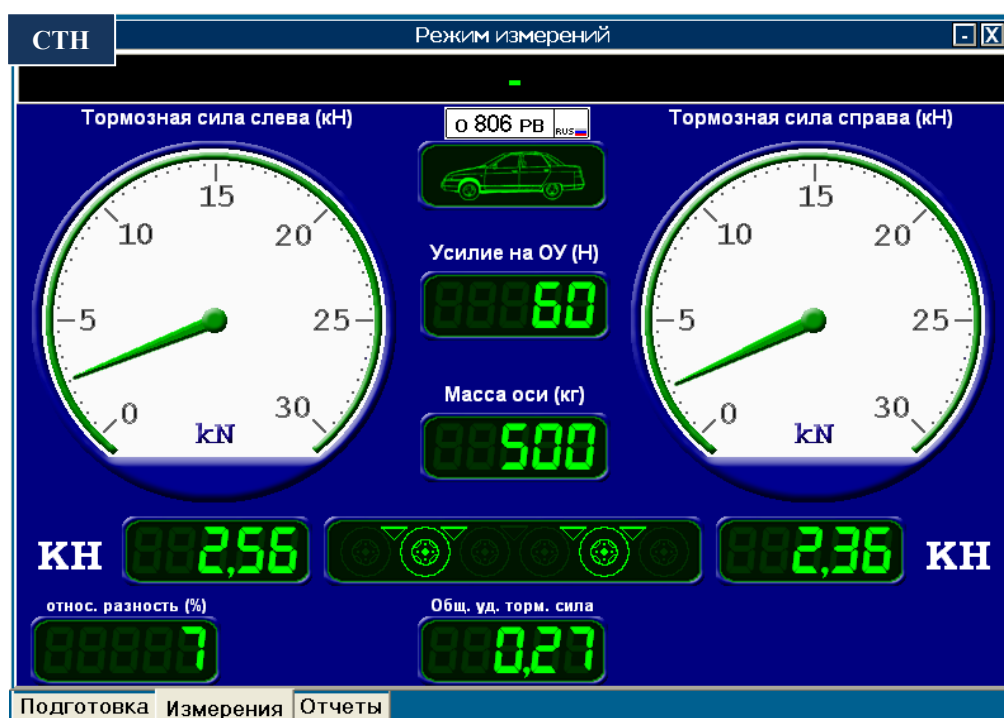 СТН
Режим измерений
- X
-
Тормозная сила слева (кН)
о 806 РВ RUS
Тормозная сила справа (кН)
0 5 10 15 20 25 30
kN
0 5 10 15 20 25 30
kN
Усилие на ОУ (Н)
60
Масса оси (кг)
500
КН 2,56
2,36 КН
относ. разность (%)
7
Общ. уд. торм. сила
0,27
Подготовка Измерения Отчеты